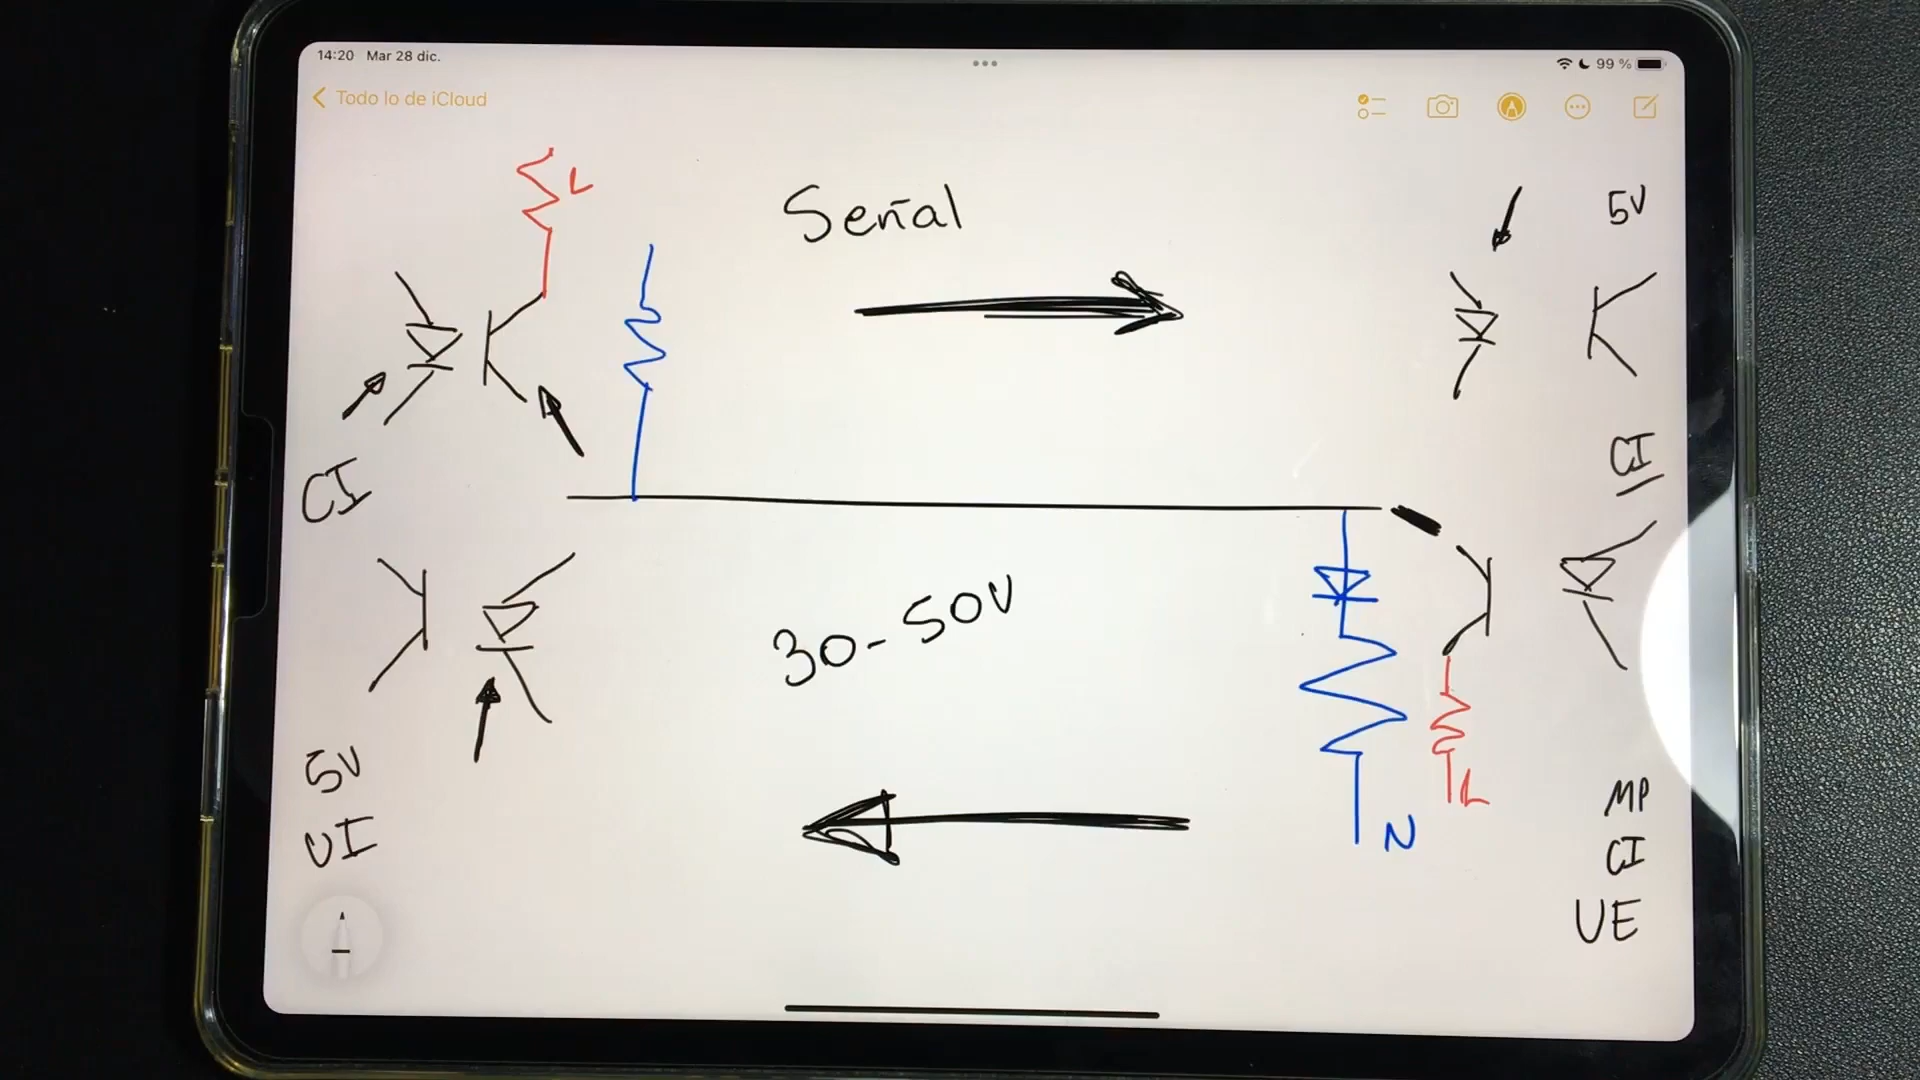 14:20 Mar 28 dic.
99 %
Todo lo de iCloud
L
Señal
5V
CI
CI
30-50V
5V
UI
L
N
MP
CI
UE